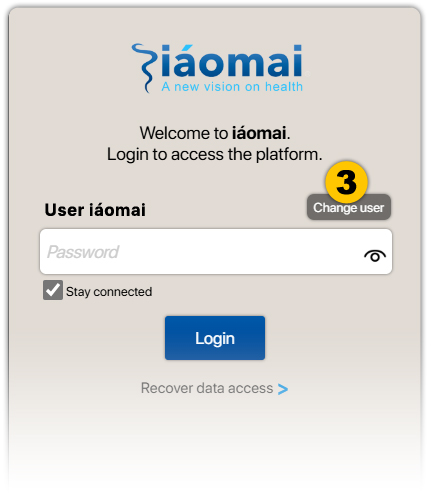 iáomai
A new vision on health
Welcome to iáomai.
Login to access the platform.
3
User iáomai
Change user
Password
Stay connected
Login
Recover data access >